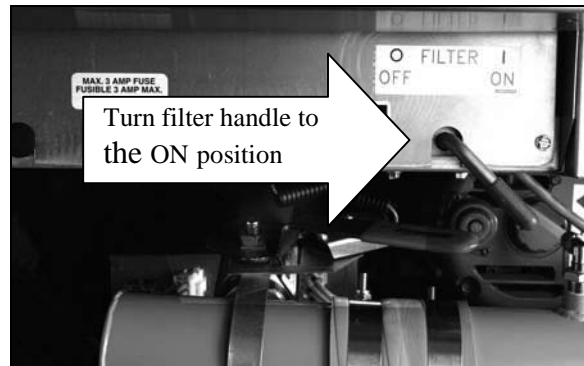 O FILTER I
OFF ON
MAX. 3 AMP FUSE
FUSIBLE 3 AMP MAX.
Turn filter handle to
the ON position